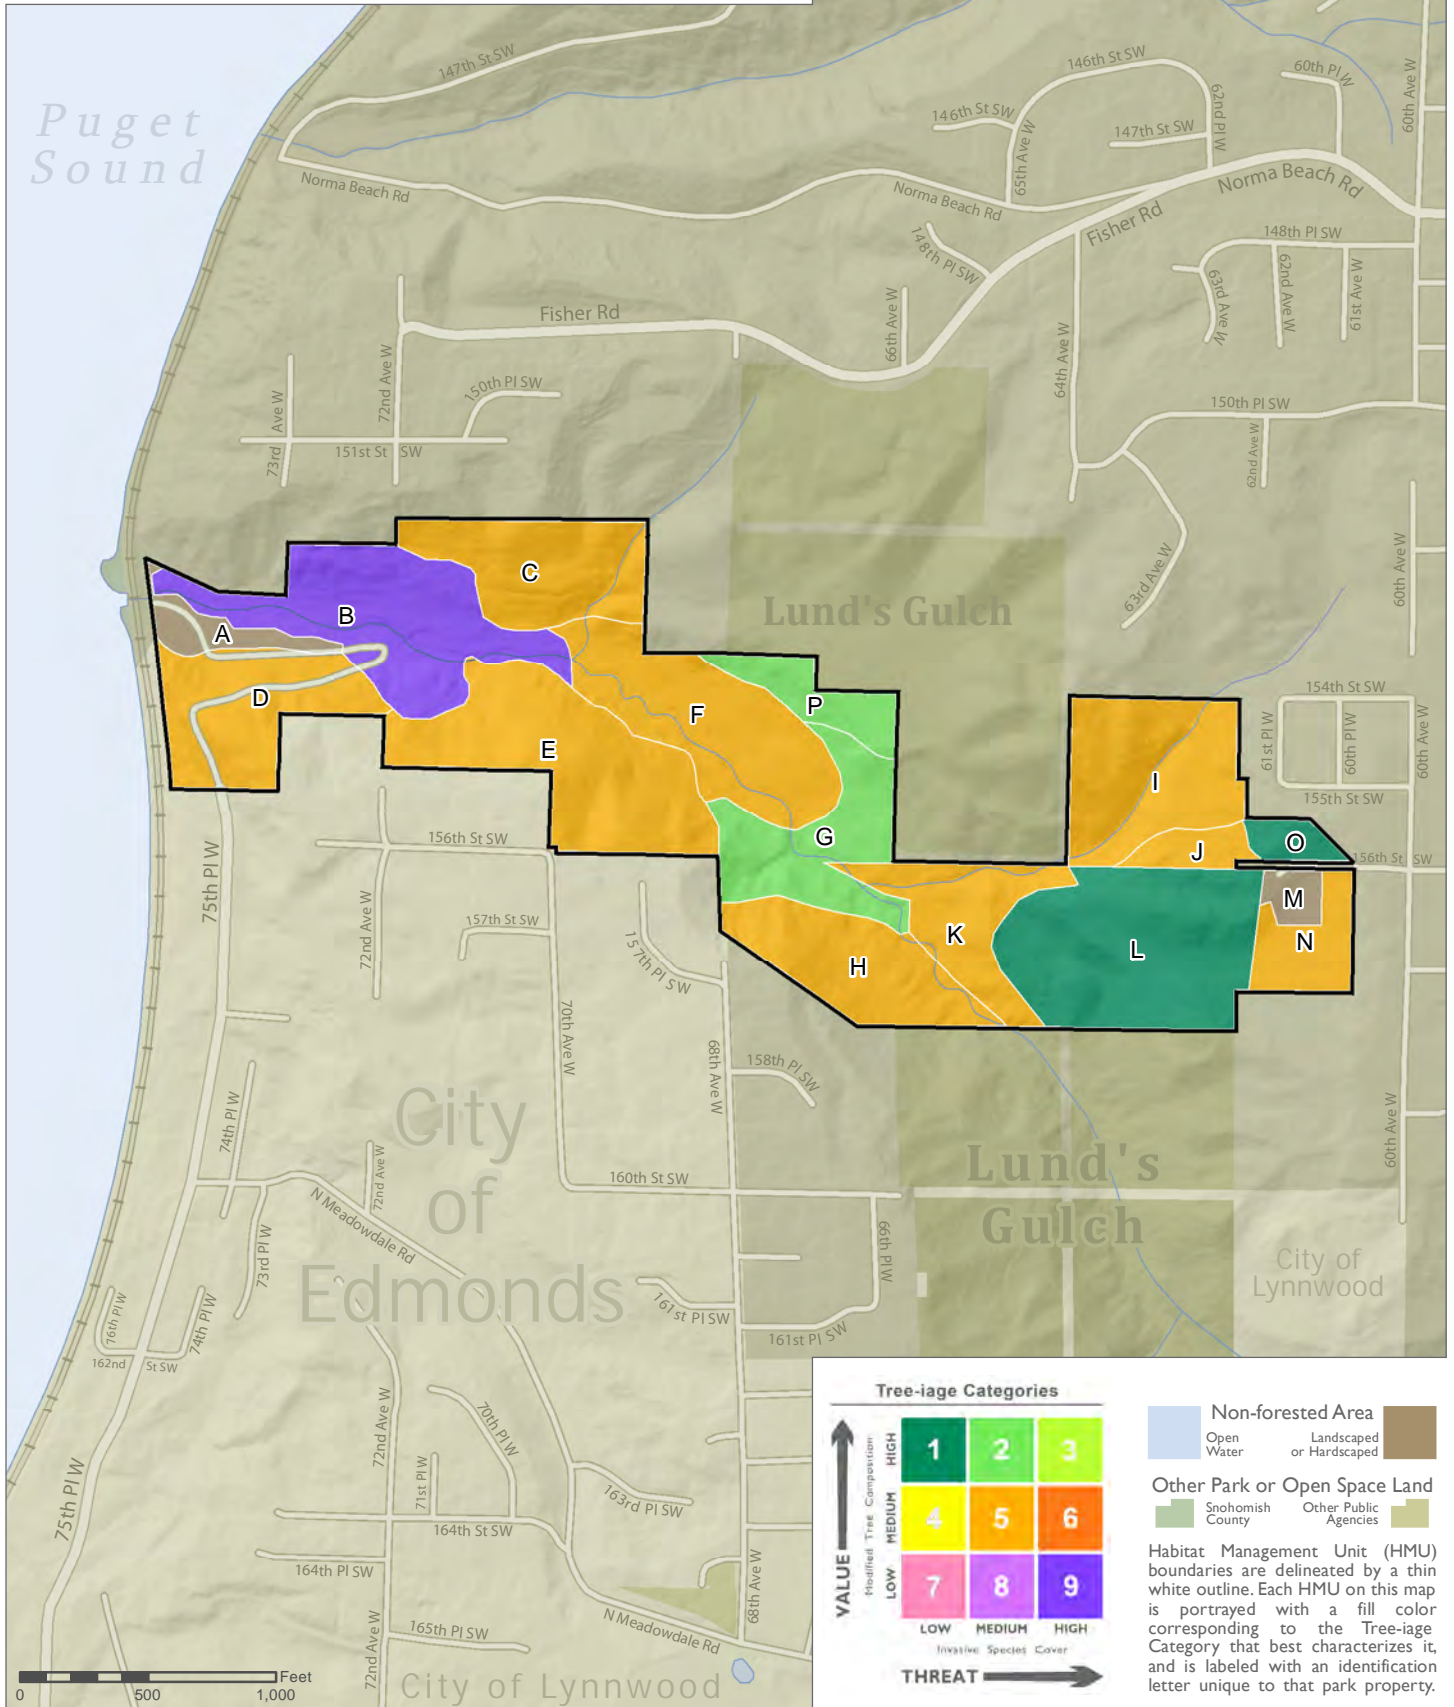 147th St SW
146th St SW
60th Pl W
60th Ave W
Puget
Sound
146th St SW
147th St SW
62nd Pl W
65th Ave W
Norma Beach Rd
Norma Beach Rd
Norma Beach Rd
Fisher Rd
148th Pl SW
148th Pl SW
63rd Ave W
62nd Ave W
61st Ave W
Fisher Rd
66th Ave W
64th Ave W
72nd Ave W
150th Pl SW
73rd Ave W
151st St SW
150th Pl SW
62nd Ave W
63rd Ave W
60th Ave W
Lund's Gulch
C
B
A
D
E
F
P
G
H
K
I
J
L
O
M
N
154th St SW
61st Pl W
60th Pl W
60th Ave W
155th St SW
156th St SW
156th St SW
75th Pl W
72nd Ave W
157th St SW
157th Pl SW
70th Ave W
68th Ave W
158th Pl SW
74th Pl W
City
of
Edmonds
72nd Ave W
160th St SW
Lund's
Gulch
60th Ave W
N Meadowdale Rd
73rd Pl W
66th Pl W
City of
Lynnwood
76th Pl W
74th Pl W
162nd St SW
161st Pl SW
161st Pl SW
72nd Ave W
70th Pl W
71st Pl W
163rd Pl SW
75th Pl W
164th St SW
164th Pl SW
68th Ave W
N Meadowdale Rd
72nd Ave W
165th Pl SW
City of Lynnwood
Feet
0 500 1,000
Tree-iage Categories
VALUE
Modified Tree Composition
HIGH
MEDIUM
LOW
1 2 3
4 5 6
7 8 9
LOW MEDIUM HIGH
Invasive Species Cover
THREAT
Non-forested Area
Open
Water
Landscaped
or Hardscaped
Other Park or Open Space Land
Snohomish
County
Other Public
Agencies
Habitat Management Unit (HMU)
boundaries are delineated by a thin
white outline. Each HMU on this map
is portrayed with a fill color
corresponding to the Tree-iage
Category that best characterizes it,
and is labeled with an identification
letter unique to that park property.